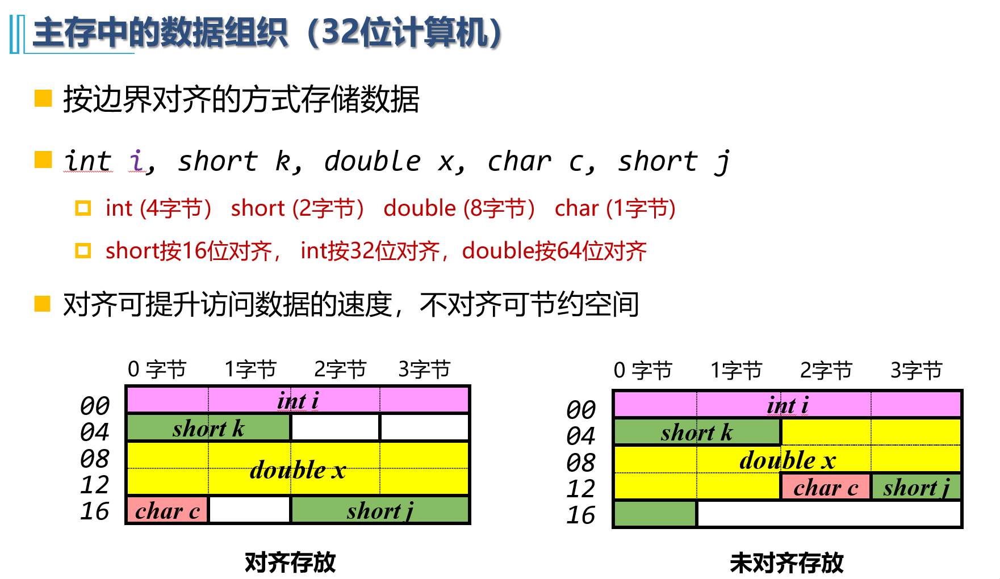 主存中的数据组织（32位计算机）
按边界对齐的方式存储数据
int i, short k, double x, char c, short j
int (4字节） short (2字节） double (8字节） char (1字节)
short按16位对齐， int按32位对齐，double按64位对齐
对齐可提升访问数据的速度，不对齐可节约空间
0 字节 1字节 2字节 3字节
00 int i
04 short k
08
double x
12
16 char c short j
对齐存放
0 字节 1字节 2字节 3字节
00 int i
04 short k
08 double x
12 char c short j
16
未对齐存放